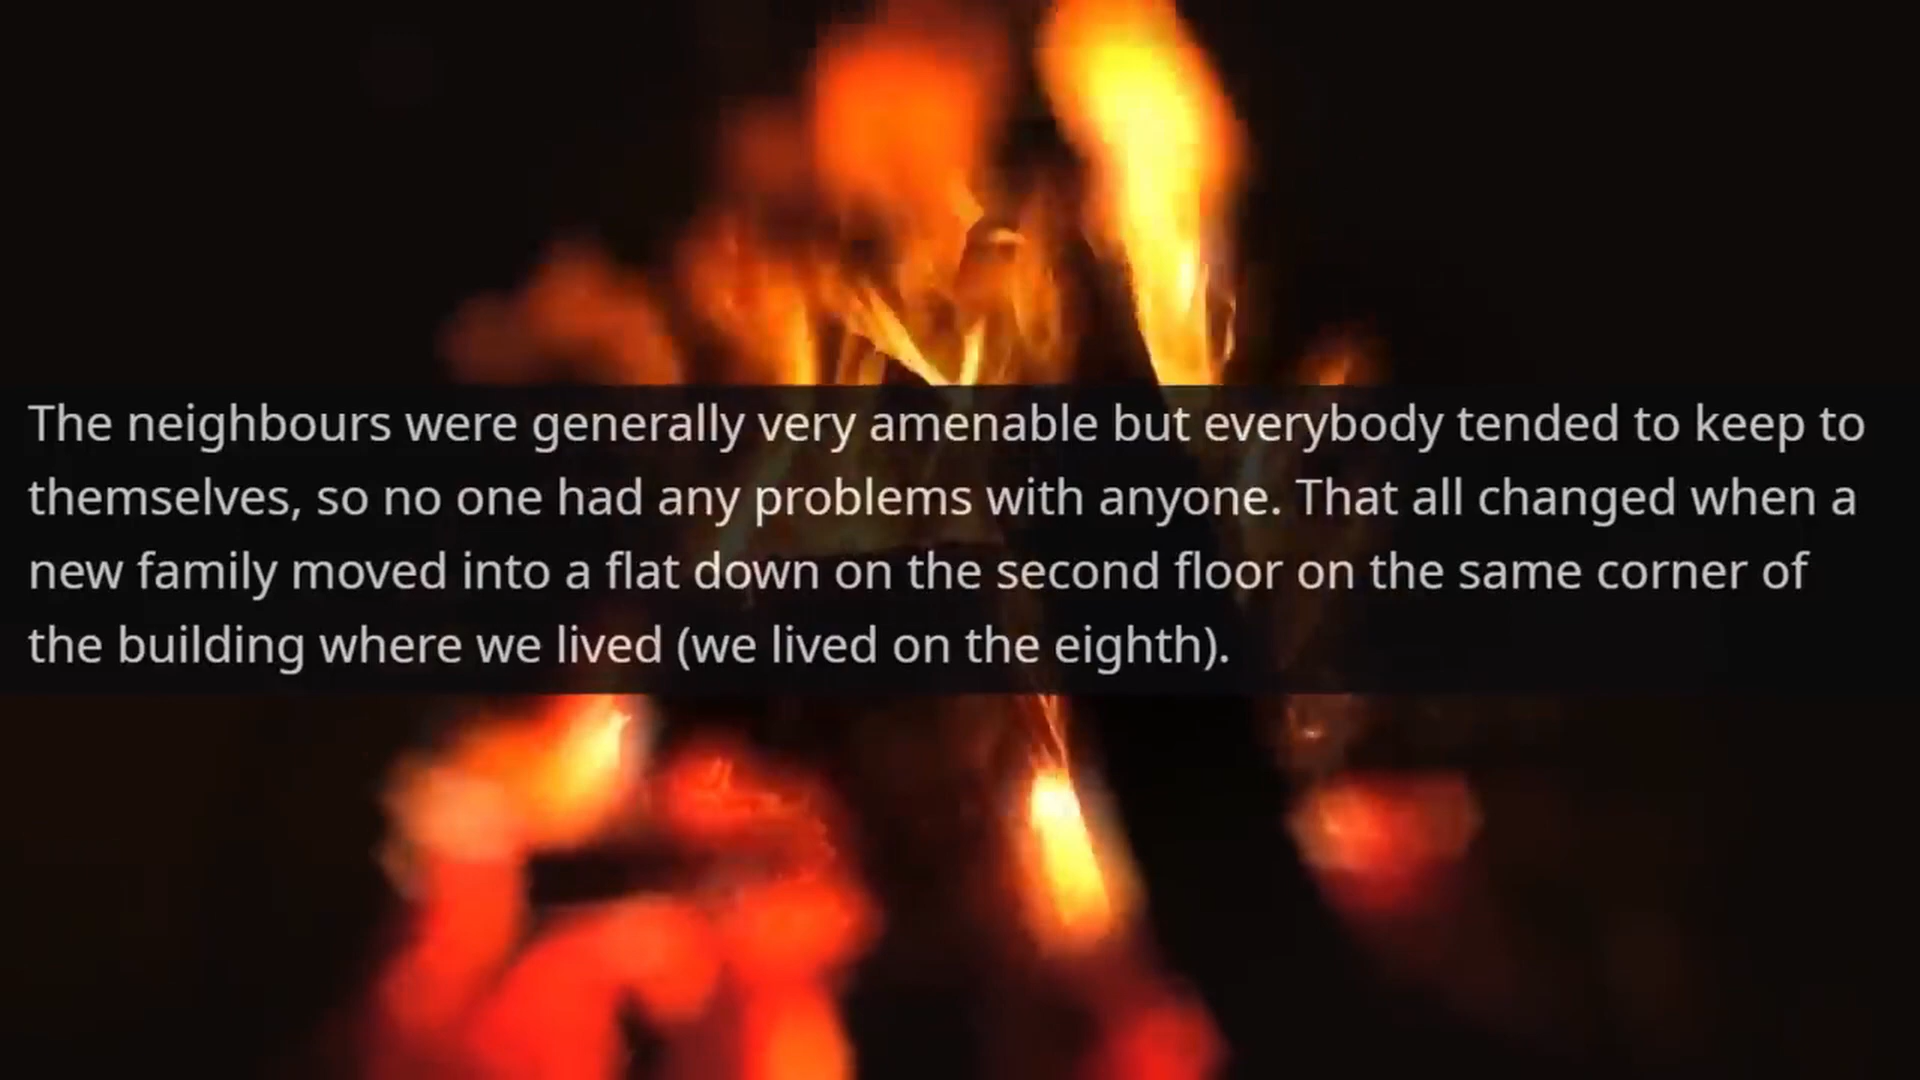 The neighbours were generally very amenable but everybody tended to keep to
themselves, so no one had any problems with anyone. That all changed when a
new family moved into a flat down on the second floor on the same corner of
the building where we lived (we lived on the eighth).